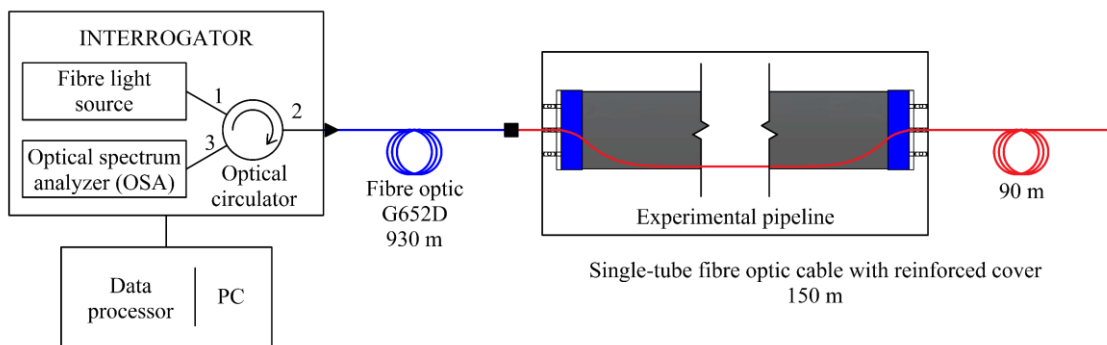 INTERROGATOR
Fibre light
source
1
2
3
Optical spectrum
analyzer (OSA)
Optical
circulator
Data
processor
PC
Fibre optic
G652D
930 m
Experimental pipeline
90 m
Single-tube fibre optic cable with reinforced cover
150 m